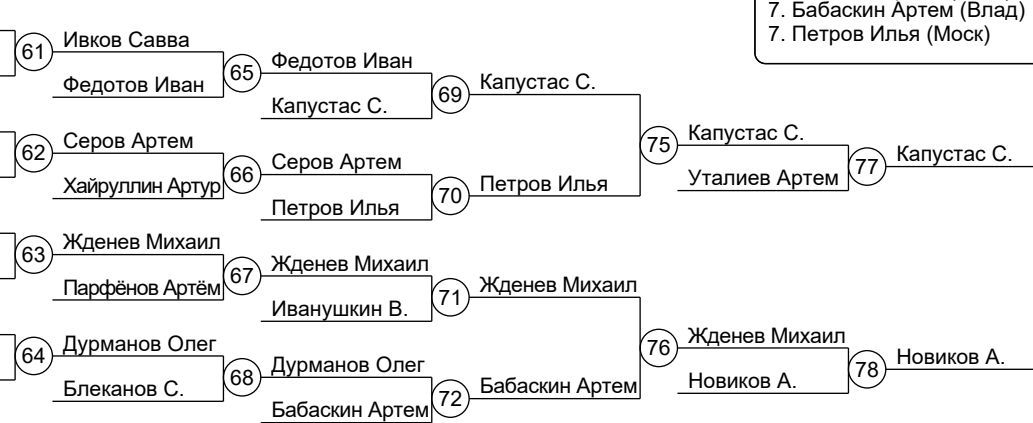 7. Бабаскин Артем (Влад)
7. Петров Илья (Моск)
61
Ивков Савва
Федотов Иван
65
Федотов Иван
Капустас С.
69
Капустас С.
62
Серов Артем
Хайруллин Артур
66
Серов Артем
Петров Илья
70
Петров Илья
75
Капустас С.
Уталиев Артем
77
Капустас С.
63
Жденев Михаил
Парфёнов Артём
67
Жденев Михаил
Иванушкин В.
71
Жденев Михаил
64
Дурманов Олег
Блеканов С.
68
Дурманов Олег
Бабаскин Артем
72
Бабаскин Артем
76
Жденев Михаил
Новиков А.
78
Новиков А.